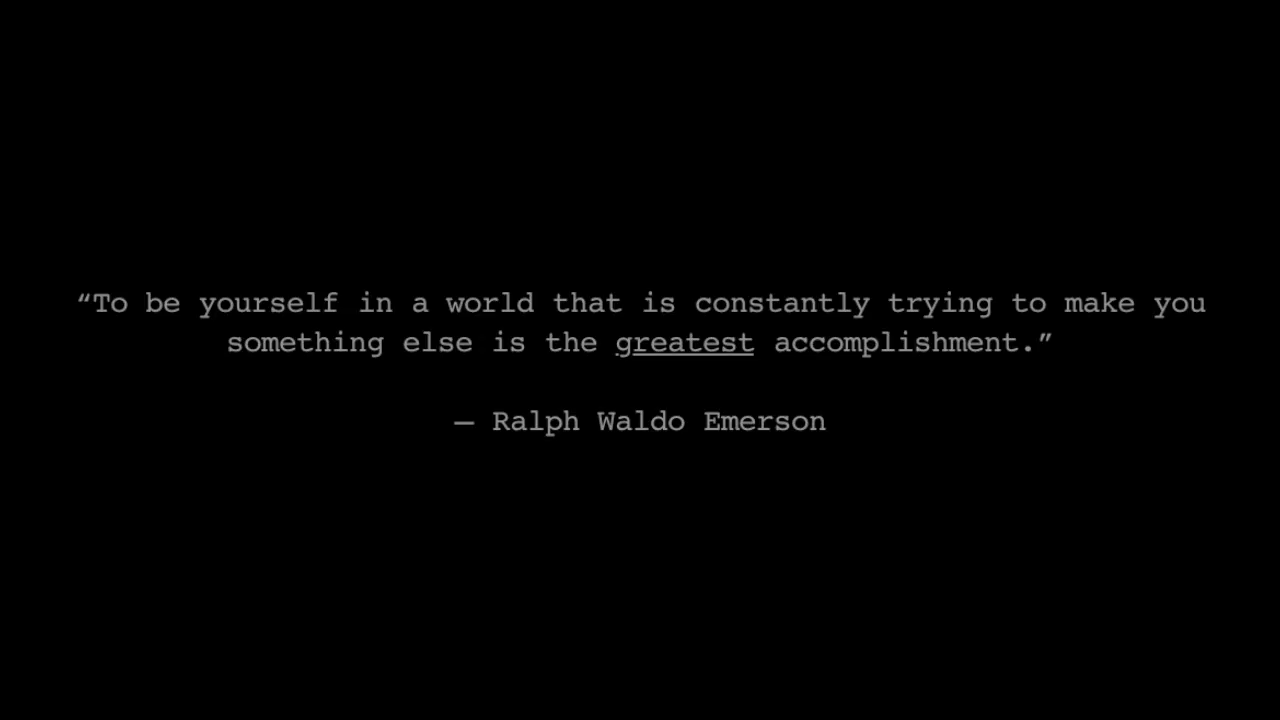 “To be yourself in a world that is constantly trying to make you
something else is the greatest accomplishment.”
— Ralph Waldo Emerson